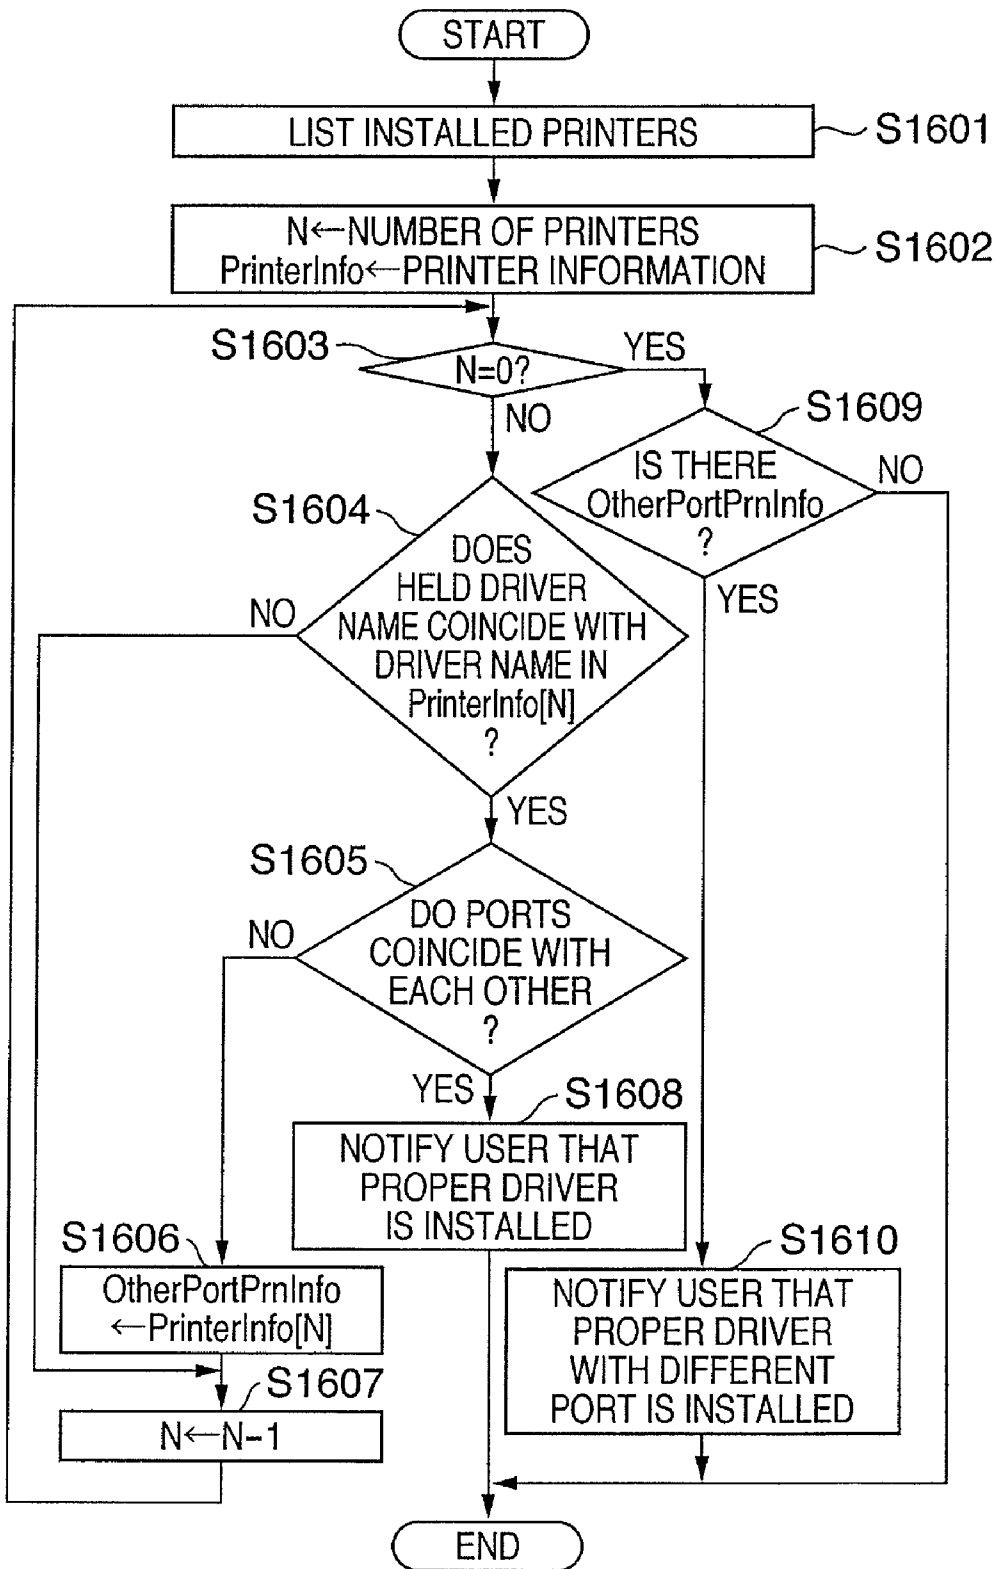 START
LIST INSTALLED PRINTERS
S1601
N←NUMBER OF PRINTERS
PrinterInfo←PRINTER INFORMATION
S1602
S1603
N=0?
YES
NO
S1609
IS THERE
OtherPortPrnInfo
?
NO
YES
S1604
DOES
HELD DRIVER
NAME COINCIDE WITH
DRIVER NAME IN
PrinterInfo[N]
?
NO
YES
S1605
DO PORTS
COINCIDE WITH
EACH OTHER
?
NO
YES
S1608
NOTIFY USER THAT
PROPER DRIVER
IS INSTALLED
S1606
OtherPortPrnInfo
←PrinterInfo[N]
S1610
NOTIFY USER THAT
PROPER DRIVER
WITH DIFFERENT
PORT IS INSTALLED
S1607
N←N-1
END